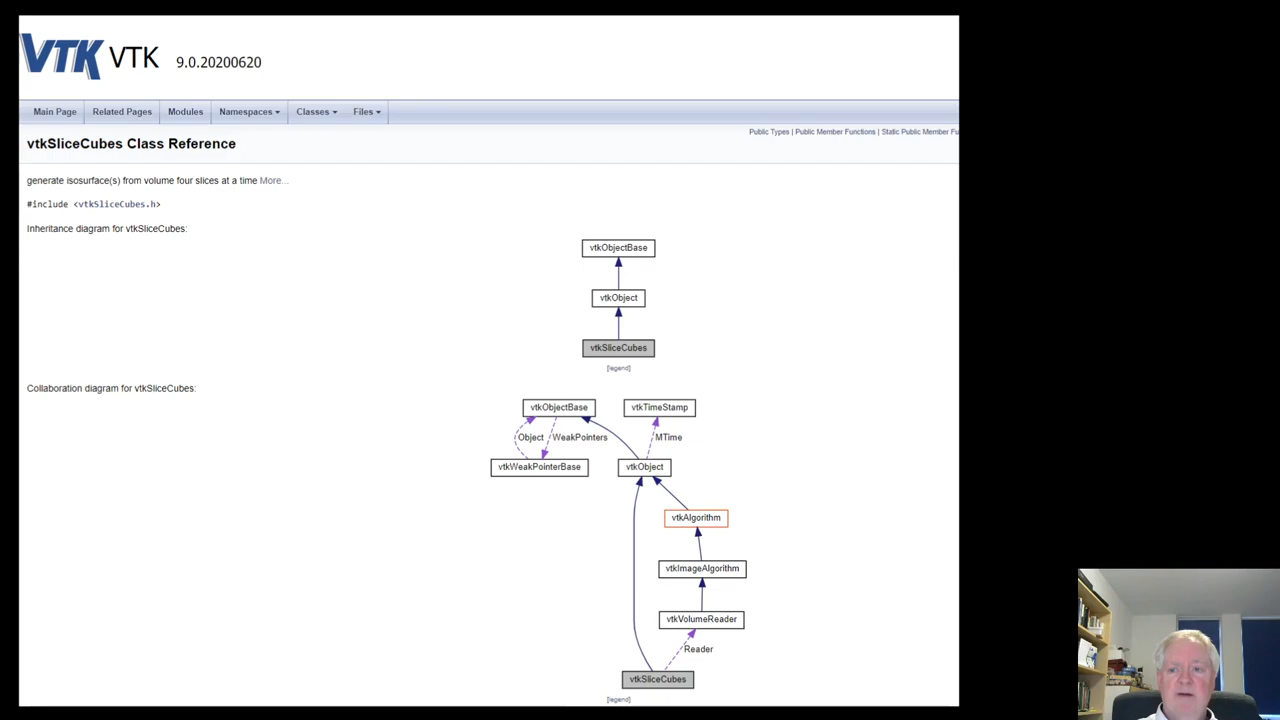 VTK VTK 9.0.20200620
Main Page Related Pages Modules Namespaces Classes Files
Public Types | Public Member Functions | Static Public Member Fu
vtkSliceCubes Class Reference
generate isosurface(s) from volume four slices at a time More...
#include <vtkSliceCubes.h>
Inheritance diagram for vtkSliceCubes:
vtkObjectBase
vtkObject
vtkSliceCubes
[legend]
Collaboration diagram for vtkSliceCubes:
vtkObjectBase vtkTimeStamp
Object WeakPointers MTime
vtkWeakPointerBase vtkObject
vtkAlgorithm
vtkImageAlgorithm
vtkVolumeReader
Reader
vtkSliceCubes
[legend]